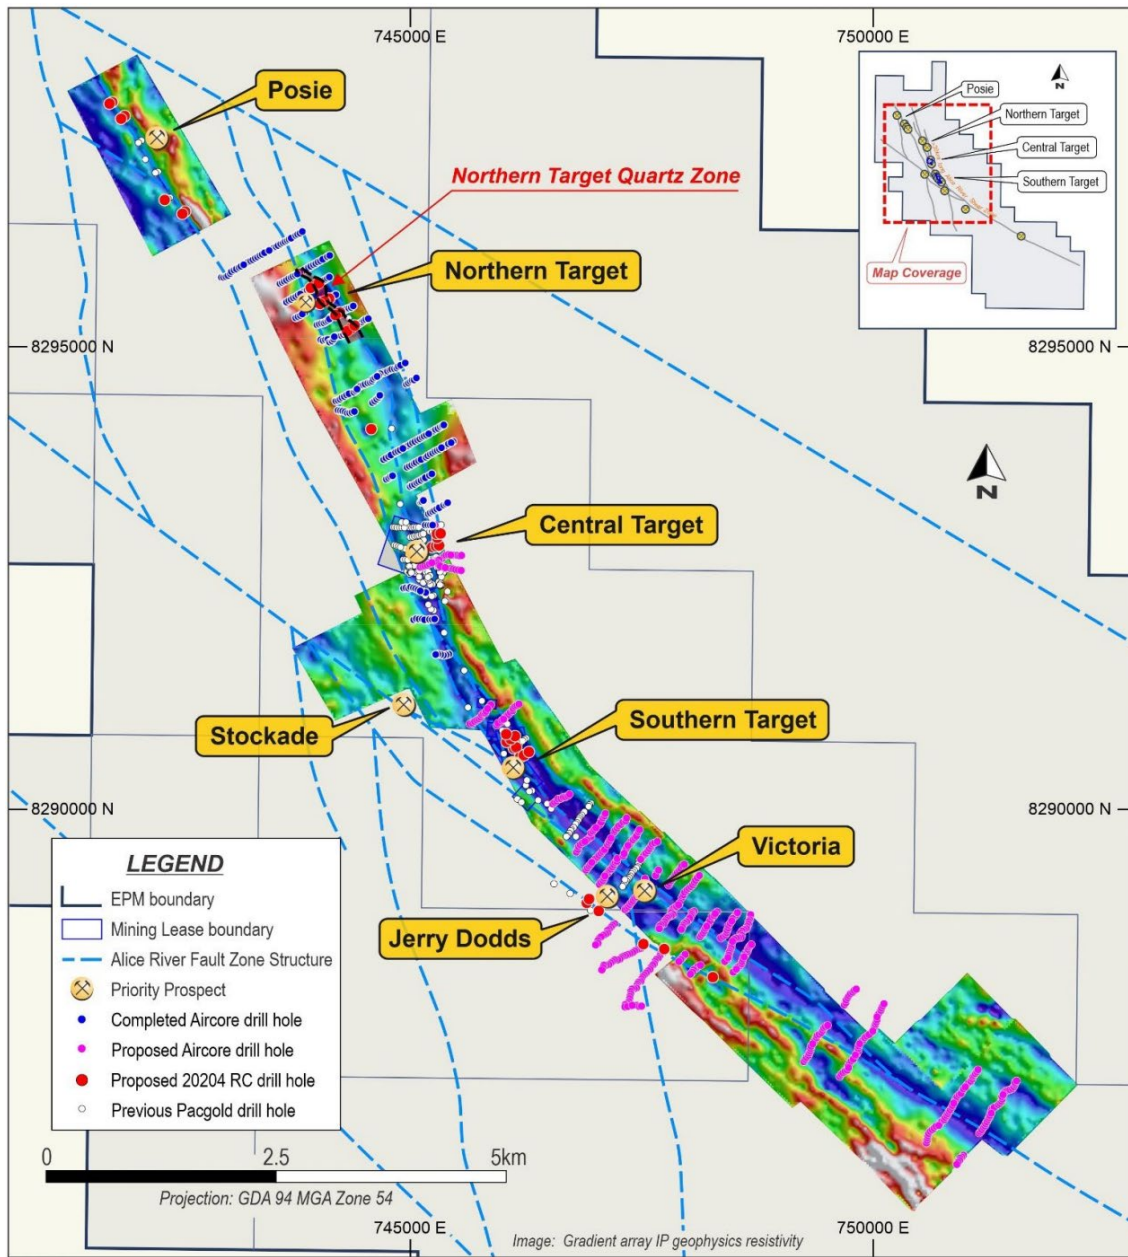 745000 E
750000 E
Posie
N
Posie
Northern Target
Central Target
Southern Target
Map Coverage
Northern Target Quartz Zone
Northern Target
8295000 N
8295000 N
N
Central Target
Stockade
Southern Target
8290000 N
8290000 N
Victoria
Jerry Dodds
LEGEND
EPM boundary
Mining Lease boundary
Alice River Fault Zone Structure
Priority Prospect
Completed Aircore drill hole
Proposed Aircore drill hole
Proposed 20204 RC drill hole
Previous Pacgold drill hole
0
2.5
5km
Projection: GDA 94 MGA Zone 54
745000 E
750000 E
Image: Gradient array IP geophysics resistivity